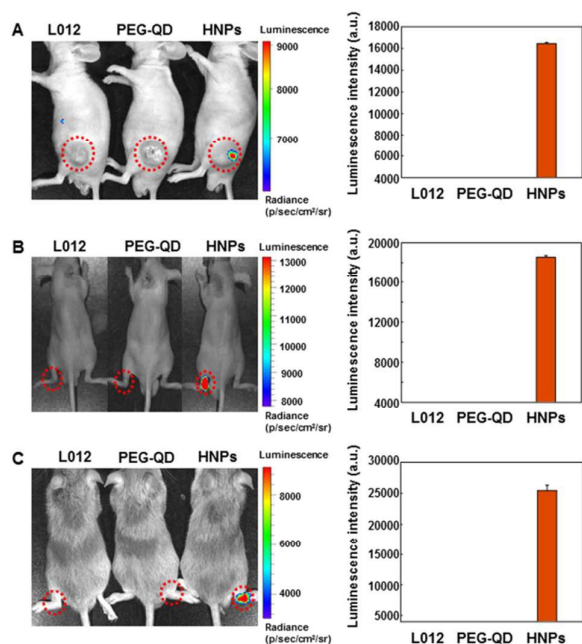 A
L012 PEG-QD HNPs
Luminescence
9000
8000
7000
Radiance
(p/sec/cm²/sr)
Luminescence intensity (a.u.)
18000
16000
14000
12000
10000
8000
6000
4000
L012 PEG-QD HNPs
B
L012 PEG-QD HNPs
Luminescence
13000
12000
11000
10000
9000
8000
Radiance
(p/sec/cm²/sr)
Luminescence intensity (a.u.)
20000
16000
12000
8000
4000
L012 PEG-QD HNPs
C
L012 PEG-QD HNPs
Luminescence
8000
6000
4000
Radiance
(p/sec/cm²/sr)
Luminescence intensity (a.u.)
30000
25000
20000
15000
10000
5000
L012 PEG-QD HNPs